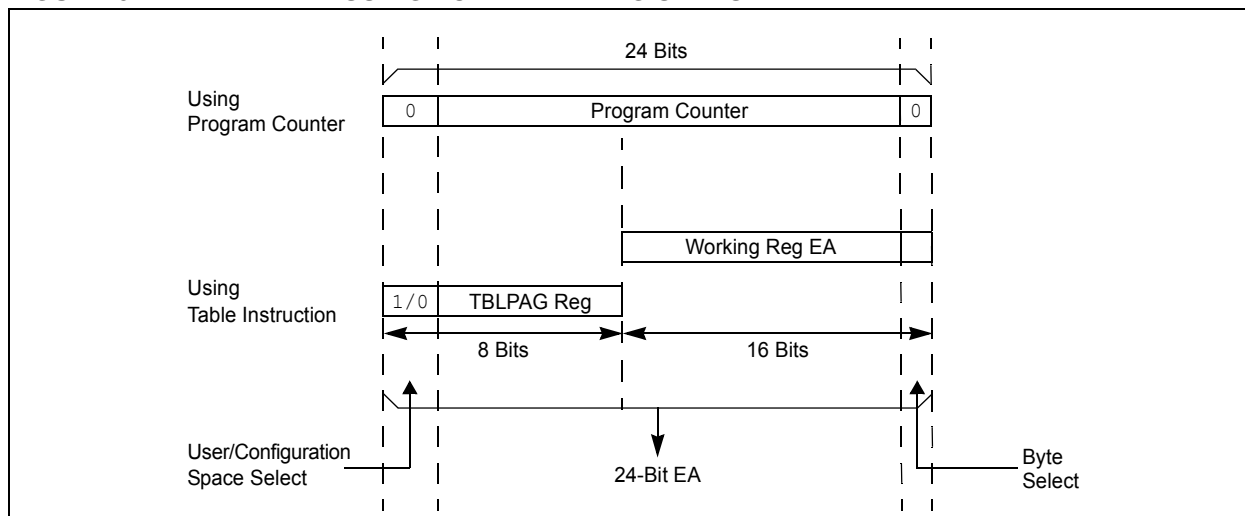 24 Bits
Using
Program Counter
0
Program Counter
0
Working Reg EA
Using
Table Instruction
1/0
TBLPAG Reg
8 Bits
16 Bits
User/Configuration
Space Select
24-Bit EA
Byte
Select